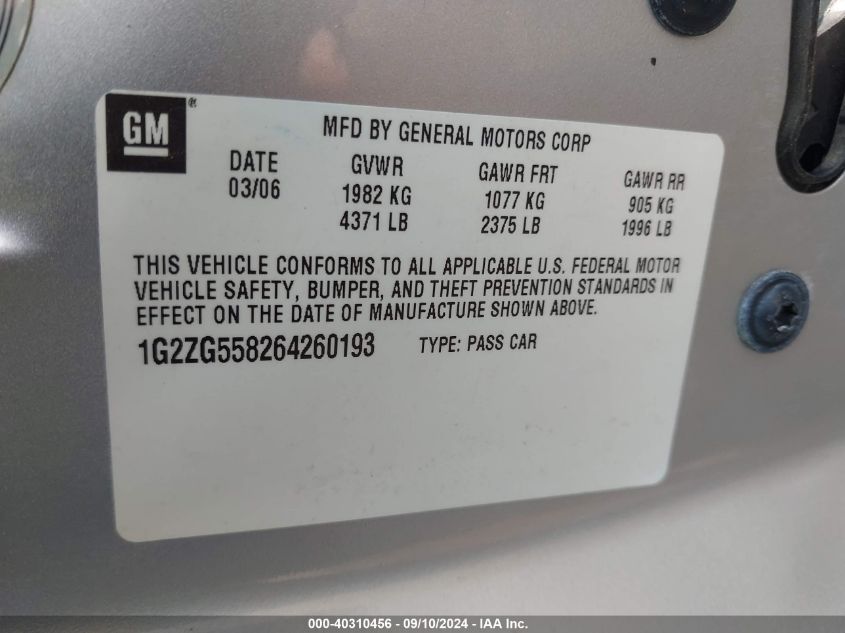 GM®
MFD BY GENERAL MOTORS CORP
DATE GVWR GAWR FRT GAWR RR
03/06 1982 KG 1077 KG 905 KG
4371 LB 2375 LB 1996 LB
THIS VEHICLE CONFORMS TO ALL APPLICABLE U.S. FEDERAL MOTOR
VEHICLE SAFETY, BUMPER, AND THEFT PREVENTION STANDARDS IN
EFFECT ON THE DATE OF MANUFACTURE SHOWN ABOVE.
1G2ZG558264260193 TYPE: PASS CAR
000-40310456 - 09/10/2024 - IAA Inc.